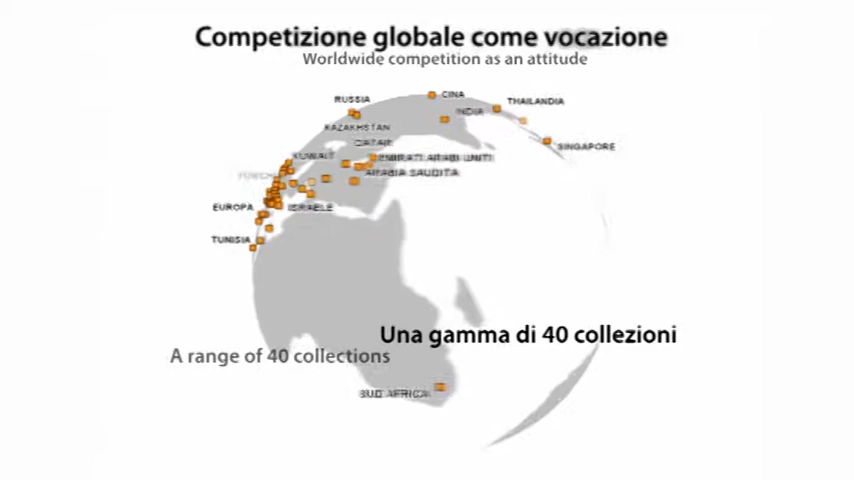 Competizione globale come vocazione
Worldwide competition as an attitude
CINA
RUSSIA
THAILANDIA
INDIA
KAZAKHSTAN
QATAR
SINGAPORE
KUWAIT
EMIRATI ARABI UNITI
ARABIA SAUDITA
EUROPA
ISRAELE
TUNISIA
Una gamma di 40 collezioni
A range of 40 collections
SUD AFRICA